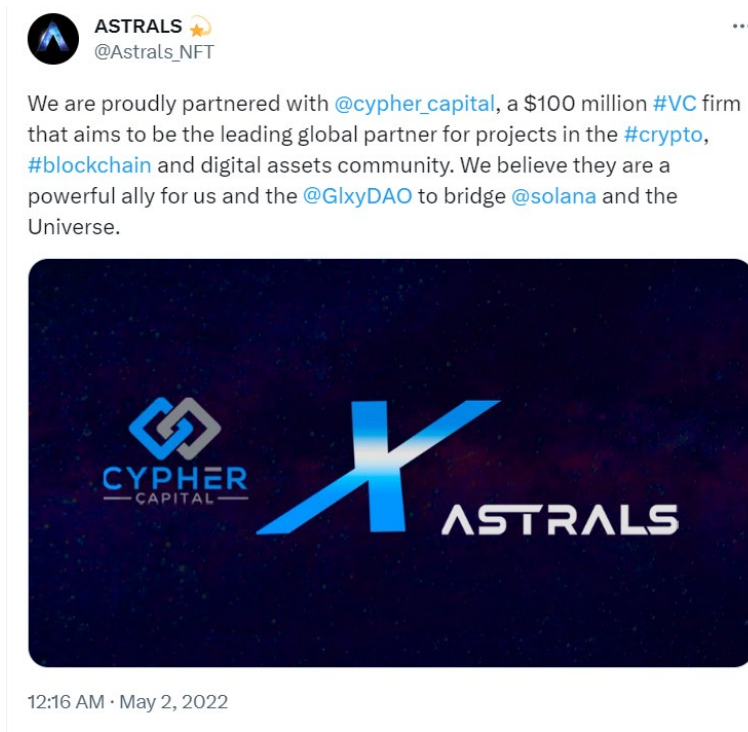 ASTRALS 💫
@Astrals_NFT
We are proudly partnered with @cypher_capital, a $100 million #VC firm
that aims to be the leading global partner for projects in the #crypto,
#blockchain and digital assets community. We believe they are a
powerful ally for us and the @GlxyDAO to bridge @solana and the
Universe.
CYPHER
CAPITAL
X
ASTRALS
12:16 AM · May 2, 2022